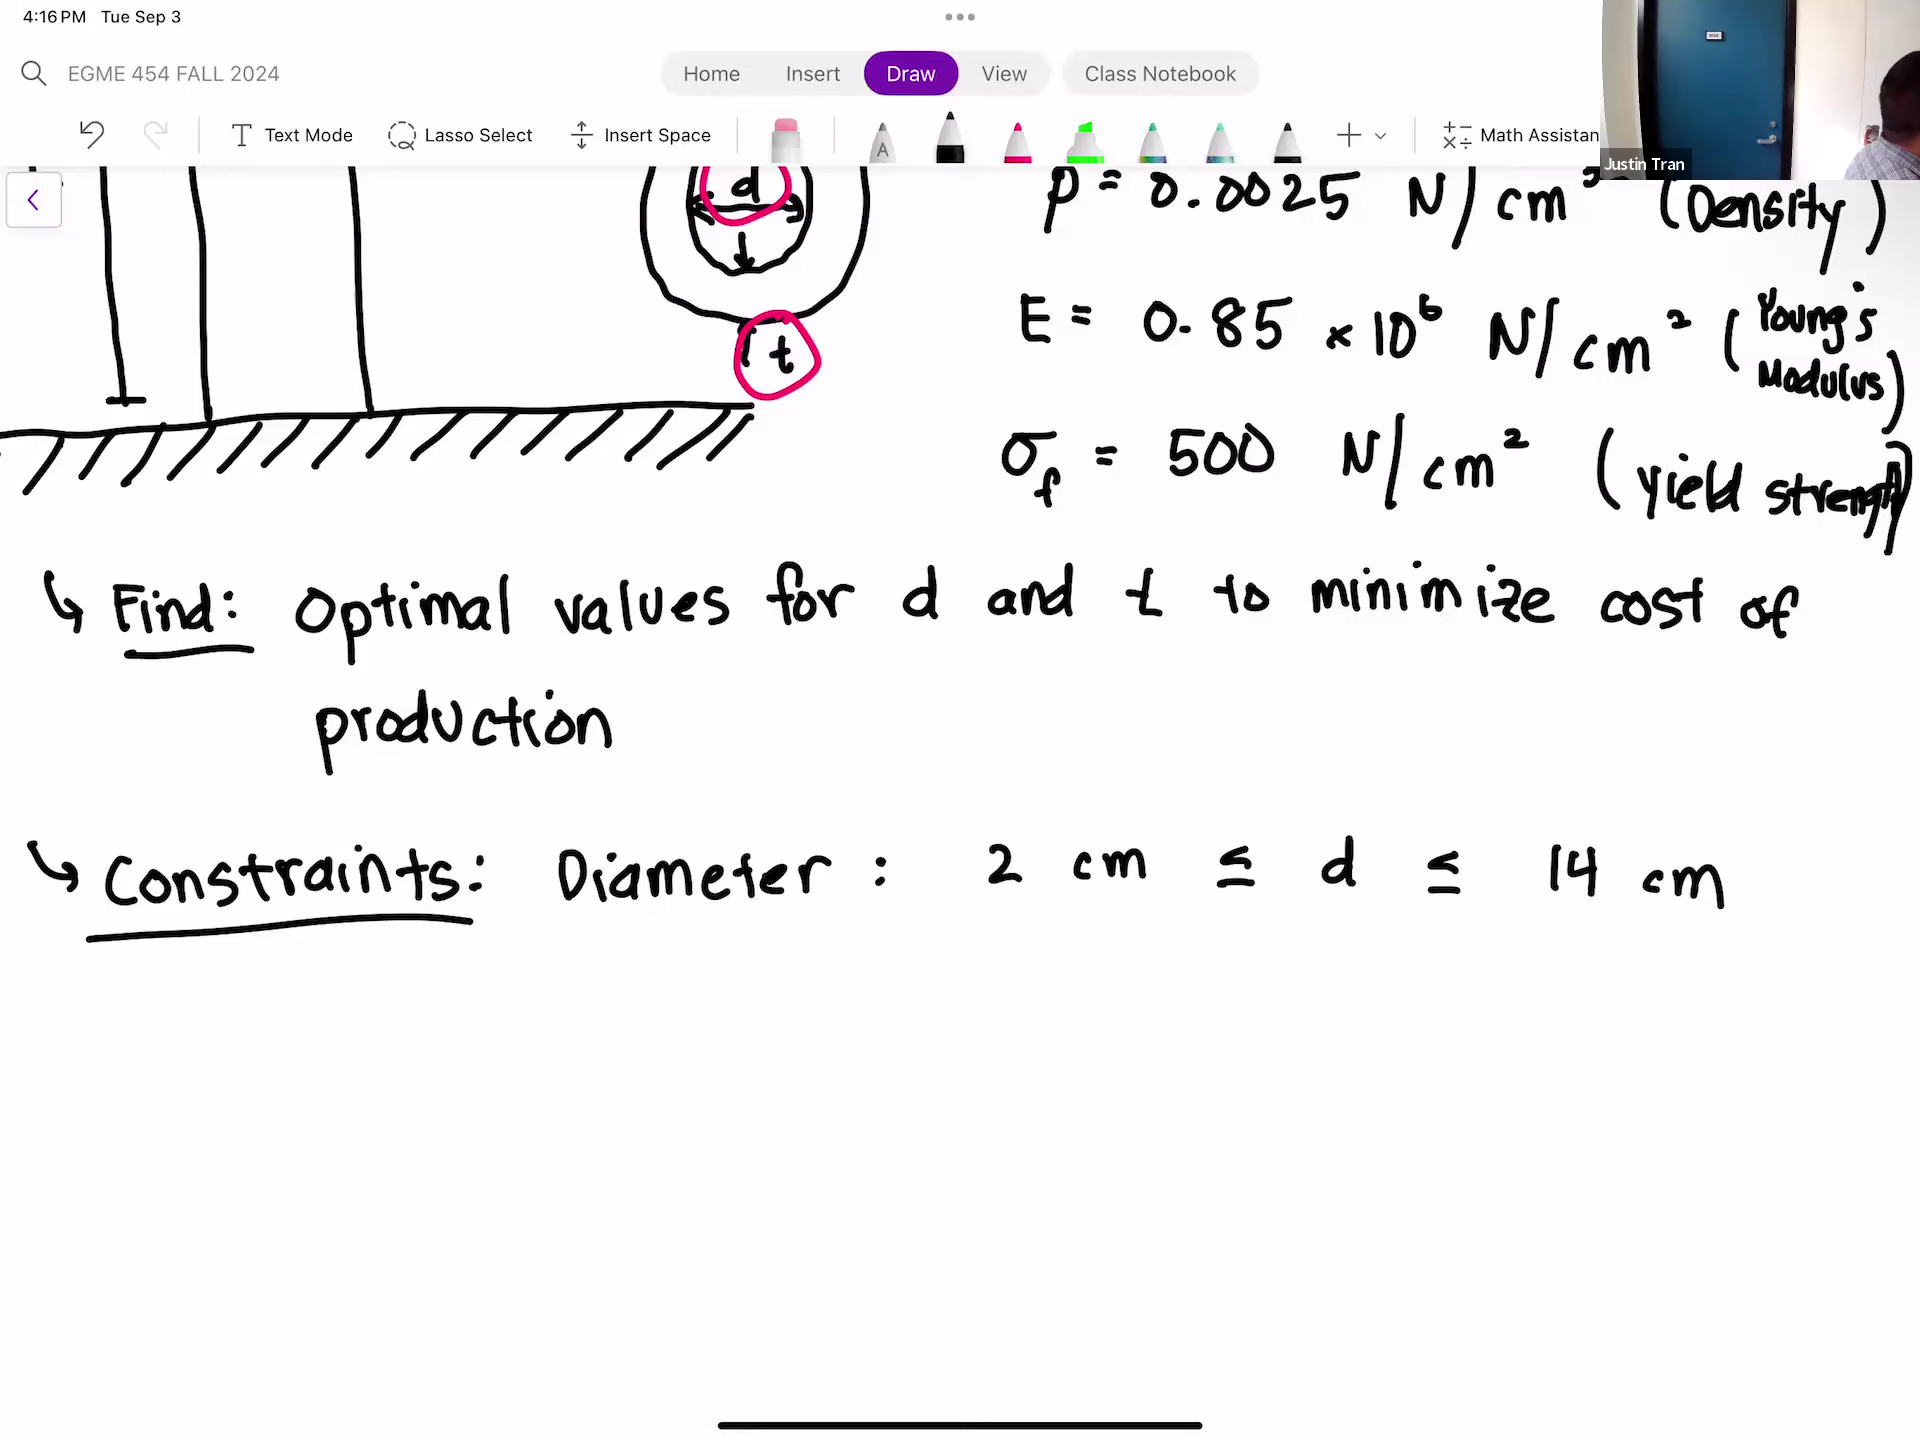 4:16 PM Tue Sep 3
EGME 454 FALL 2024
Home Insert Draw View Class Notebook
Text Mode Lasso Select Insert Space Math Assistan
Justin Tran
d
t
ρ = 0.0025 N/cm³ (Density)
E = 0.85 × 10⁶ N/cm² (Young's Modulus)
σ_f = 500 N/cm² (yield strength)
↳ Find: Optimal values for d and t to minimize cost of
production
↳ Constraints: Diameter : 2 cm ≤ d ≤ 14 cm